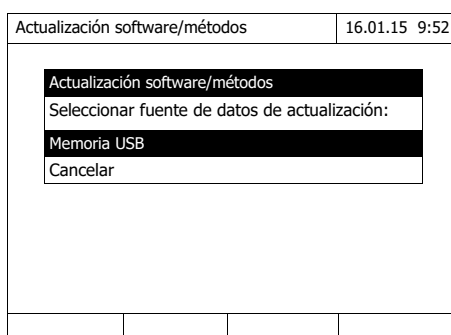 Actualización software/métodos 16.01.15 9:52
Actualización software/métodos
Seleccionar fuente de datos de actualización:
Memoria USB
Cancelar